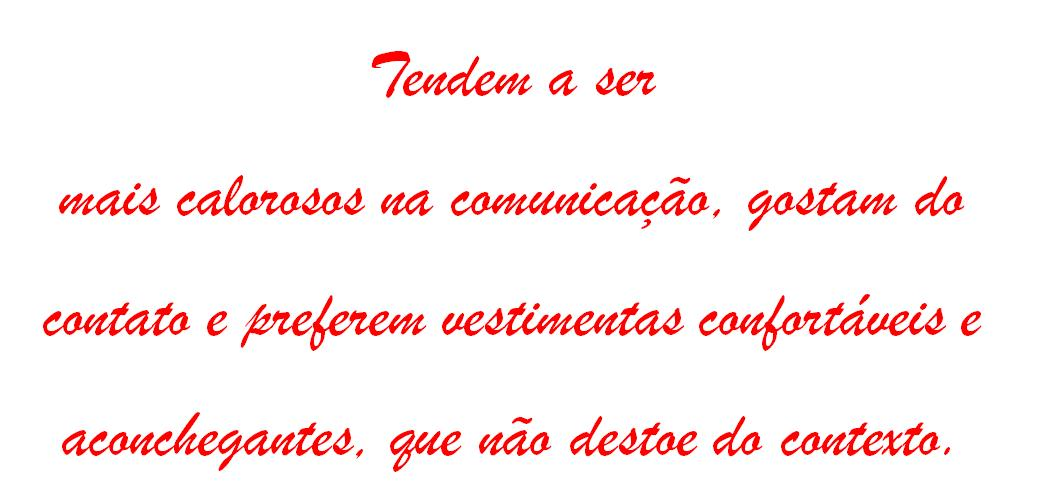 Tendem a ser
mais calorosos na comunicação, gostam do
contato e preferem vestimentas confortáveis e
aconchegantes, que não destoe do contexto.